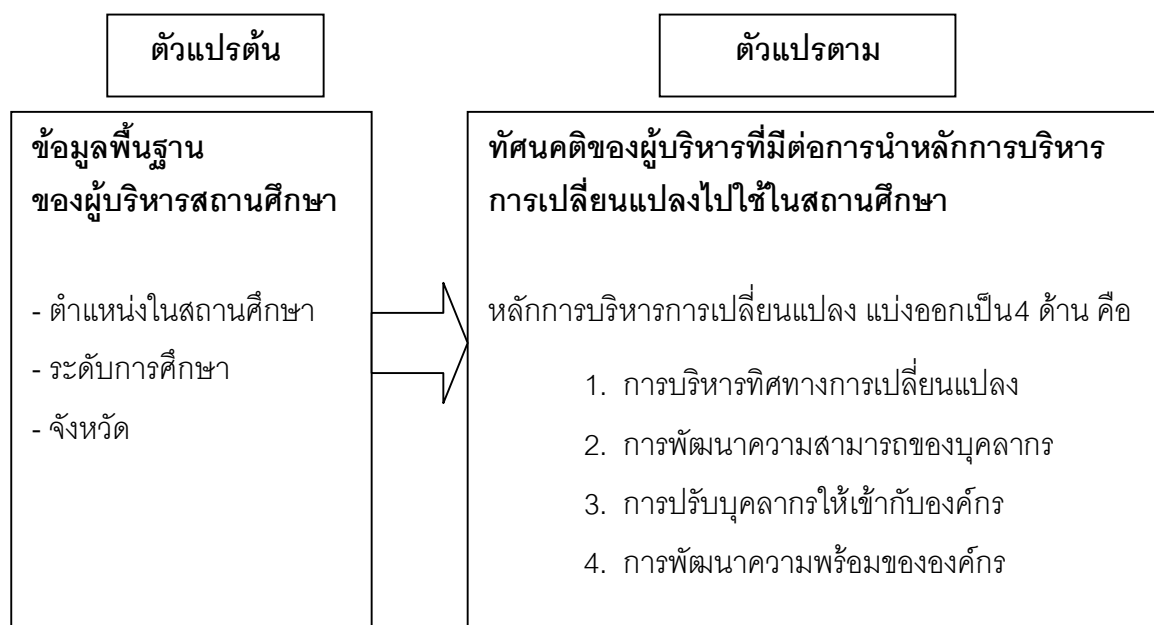 ตัวแปรต้น
ตัวแปรตาม
ข้อมูลพื้นฐาน
ของผู้บริหารสถานศึกษา
- ตำแหน่งในสถานศึกษา
- ระดับการศึกษา
- จังหวัด
ทัศนคติของผู้บริหารที่มีต่อการนำหลักการบริหาร
การเปลี่ยนแปลงไปใช้ในสถานศึกษา
หลักการบริหารการเปลี่ยนแปลง แบ่งออกเป็น4 ด้าน คือ
1. การบริหารทิศทางการเปลี่ยนแปลง
2. การพัฒนาความสามารถของบุคลากร
3. การปรับบุคลากรให้เข้ากับองค์กร
4. การพัฒนาความพร้อมขององค์กร